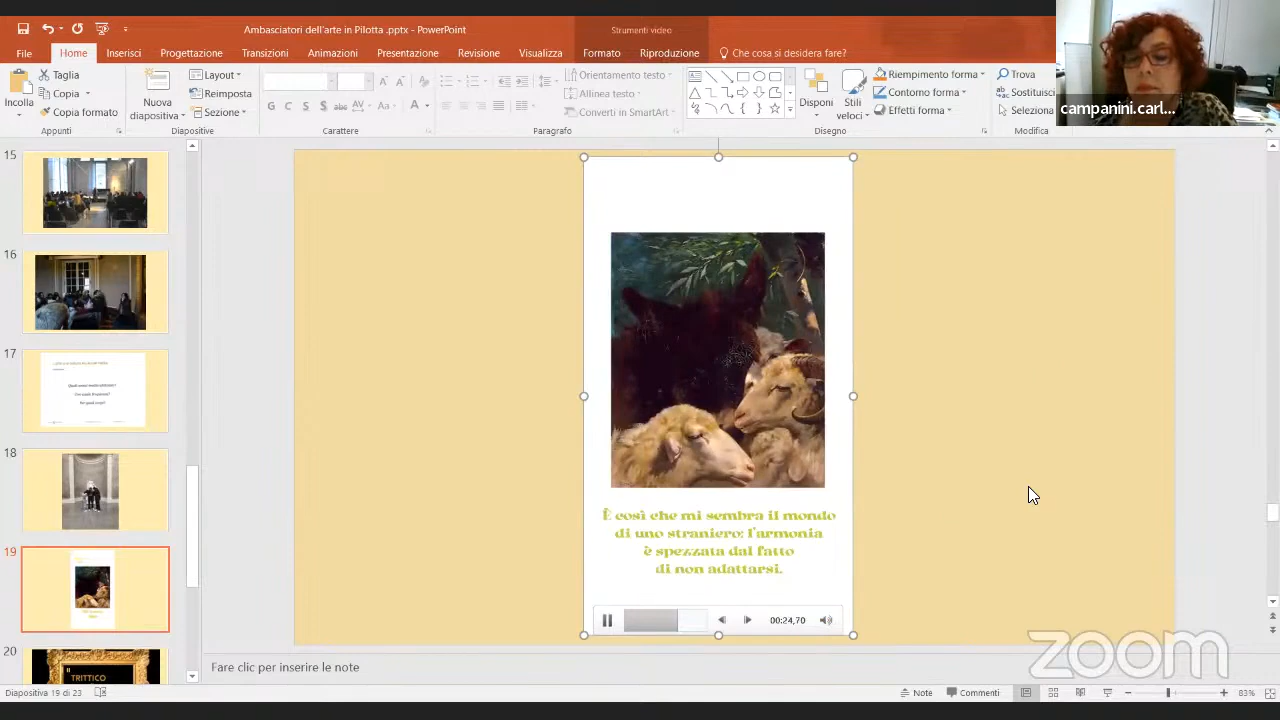 Ambasciatori dell'arte in Pilotta .pptx - PowerPoint
Strumenti video
File
Home
Inserisci
Progettazione
Transizioni
Animazioni
Presentazione
Revisione
Visualizza
Formato
Riproduzione
Che cosa si desidera fare?
Incolla
Taglia
Copia
Copia formato
Appunti
Nuova
diapositiva
Layout
Reimposta
Sezione
Diapositive
G C S S abc AV Aa A
Carattere
Orientamento testo
Allinea testo
Converti in SmartArt
Paragrafo
Disponi
Stili
veloci
Riempimento forma
Contorno forma
Effetti forma
Disegno
Trova
Sostituisci
Seleziona
Modifica
campanini.carl...
15
16
17
18
19
20
IL
TRITTICO
È così che mi sembra il mondo
di uno straniero: l'armonia
è spezzata dal fatto
di non adattarsi.
00:24,70
zoom
Fare clic per inserire le note
Diapositiva 19 di 23
Note
Commenti
83%